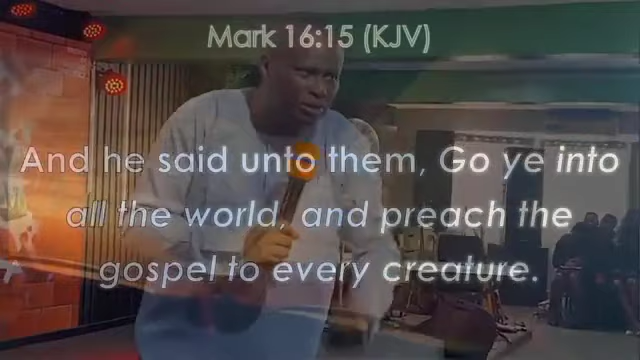 Mark 16:15 (KJV)
And he said unto them, Go ye into
all the world, and preach the
gospel to every creature.